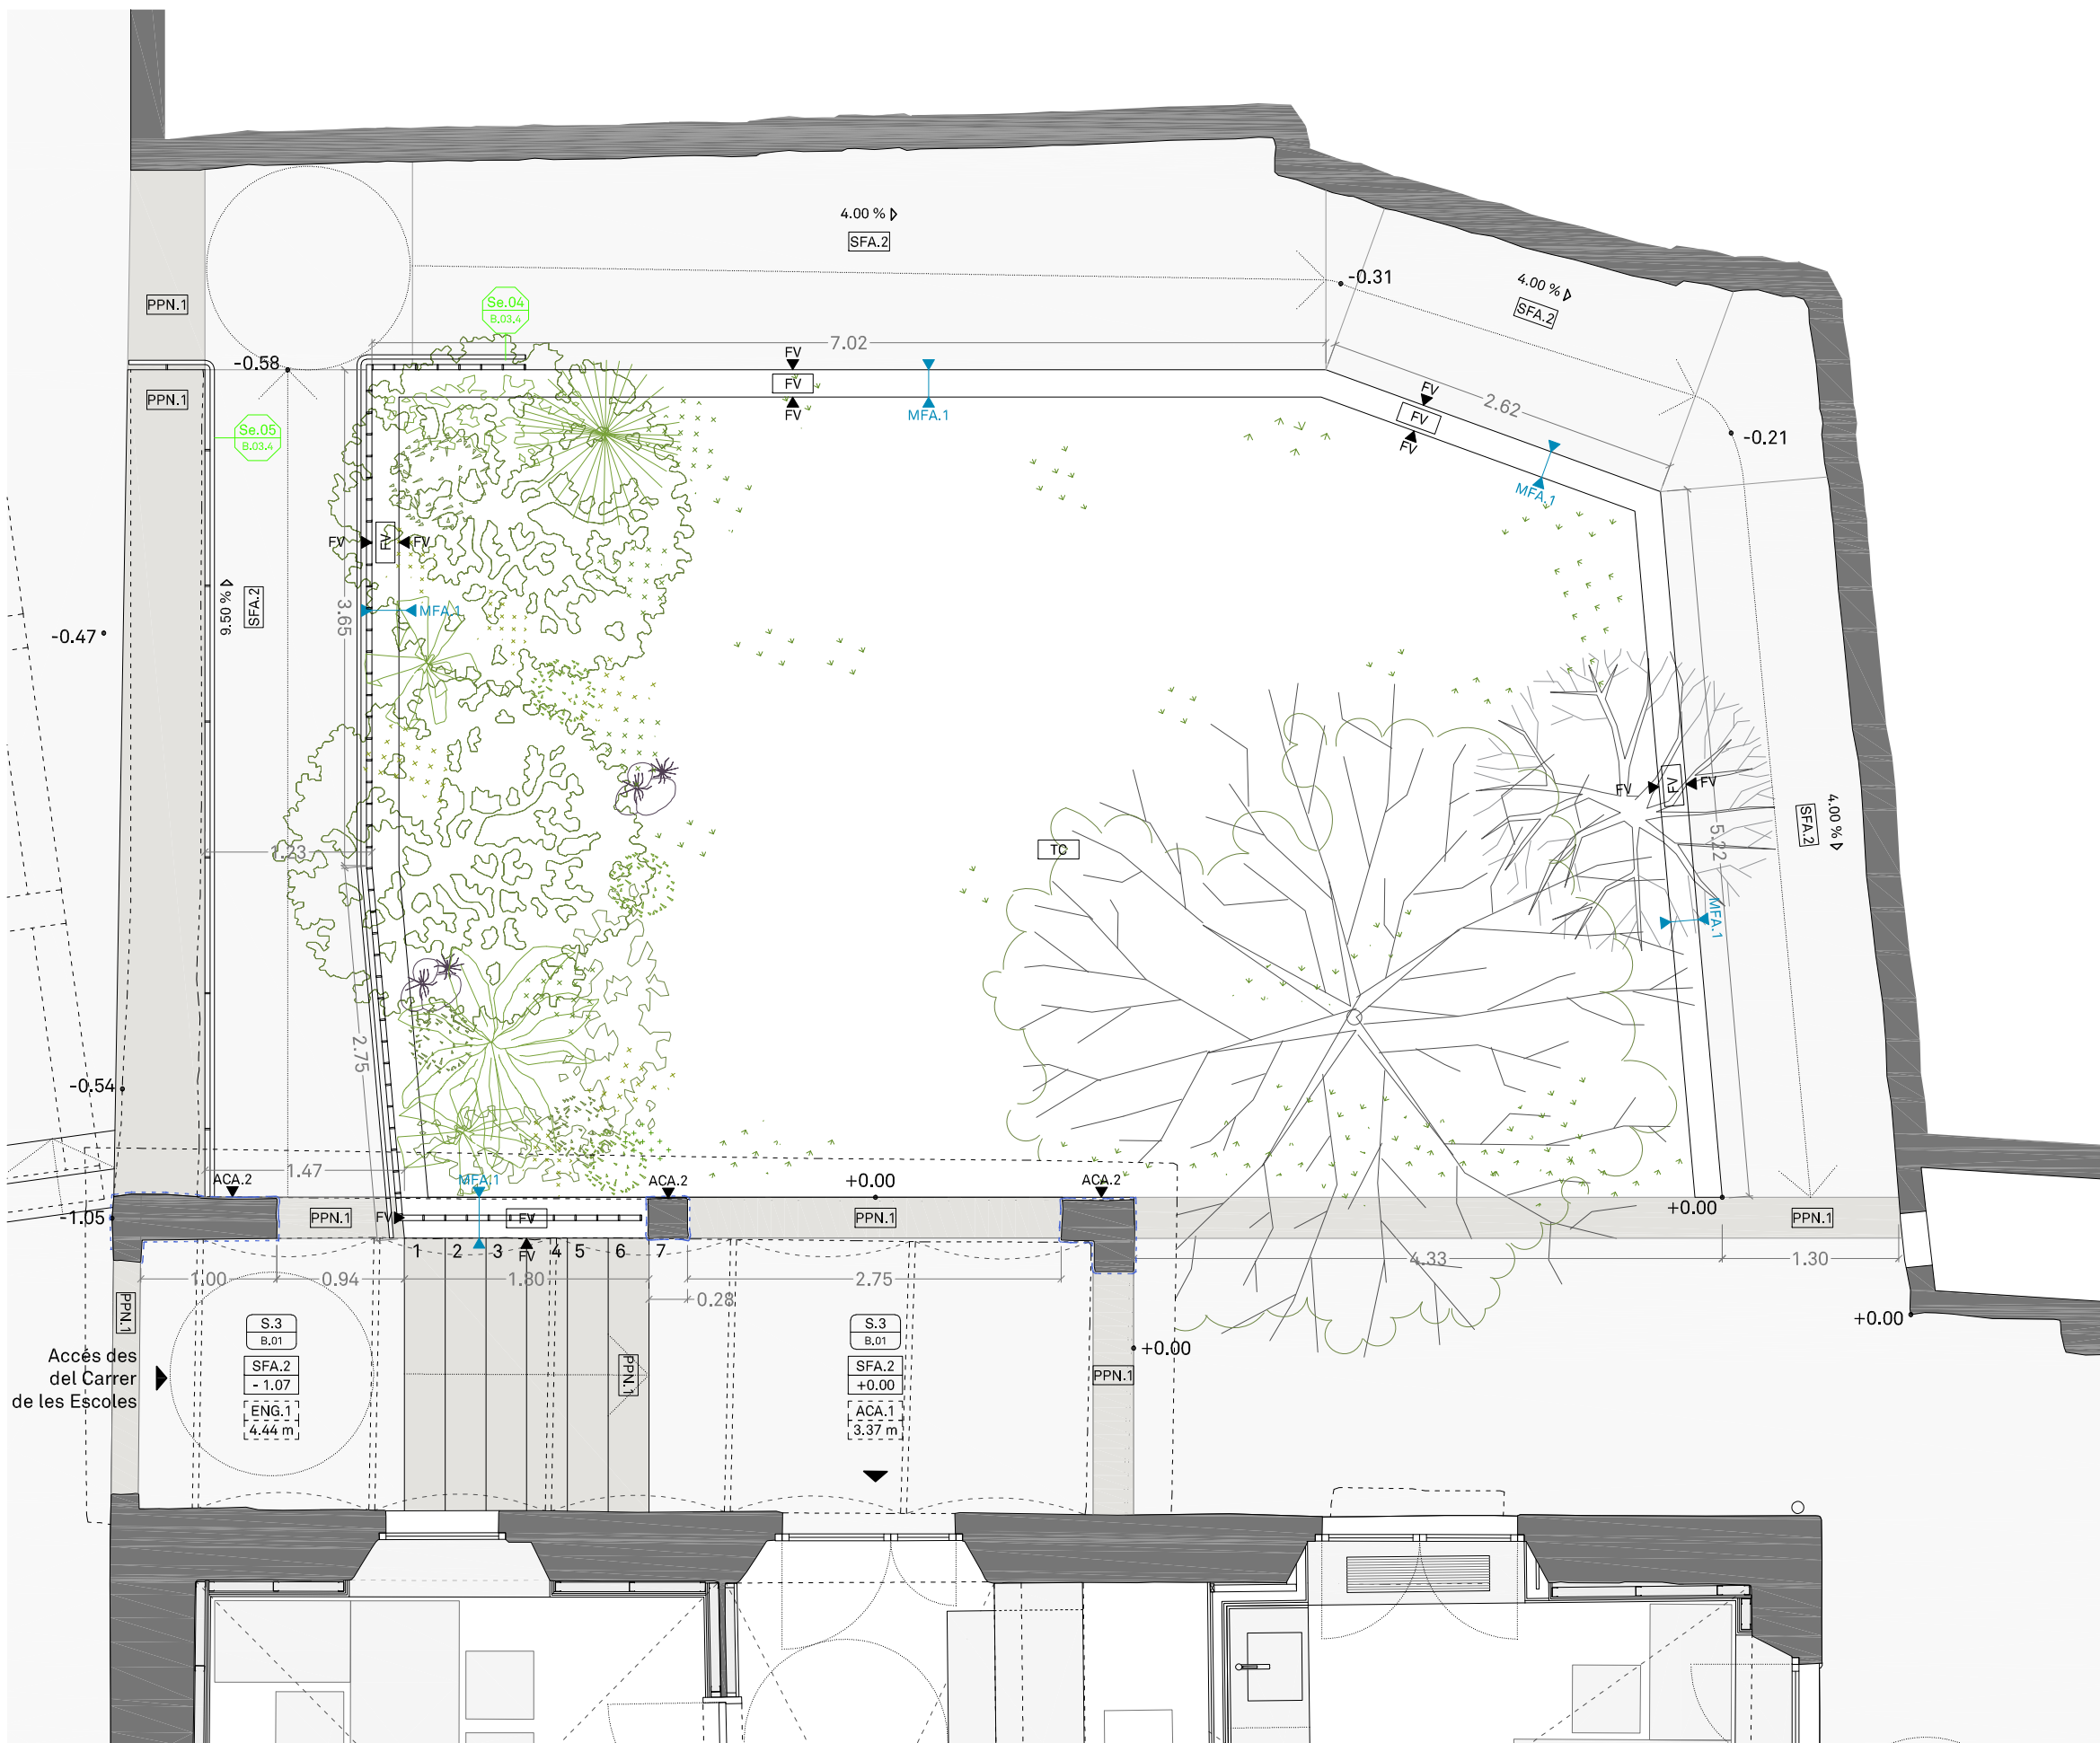 4.00 %
SFA.2
PPN.1
-0.31
4.00 %
SFA.2
Se.04
B.03.4
7.02
-0.58
FV
FV
FV
MFA.1
PPN.1
FV
FV
FV
2.62
MFA.1
-0.21
Se.05
B.03.4
FV
FV
FV
9.50 %
SFA.2
3.65
MFA.1
-0.47
FV
FV
FV
5.22
SFA.2
4.00 %
TC
1.23
MFA.1
2.75
-0.54
1.47
ACA.2
MFA.1
ACA.2
+0.00
ACA.2
-1.05
PPN.1
FV
FV
PPN.1
+0.00
PPN.1
1
2
3
FV
4
5
6
7
4.33
1.30
1.00
0.94
1.80
0.28
2.75
PPN.1
S.3
B.01
SFA.2
- 1.07
ENG.1
4.44 m
PPN.1
S.3
B.01
SFA.2
+0.00
ACA.1
3.37 m
PPN.1
+0.00
+0.00
Accés des
del Carrer
de les Escoles